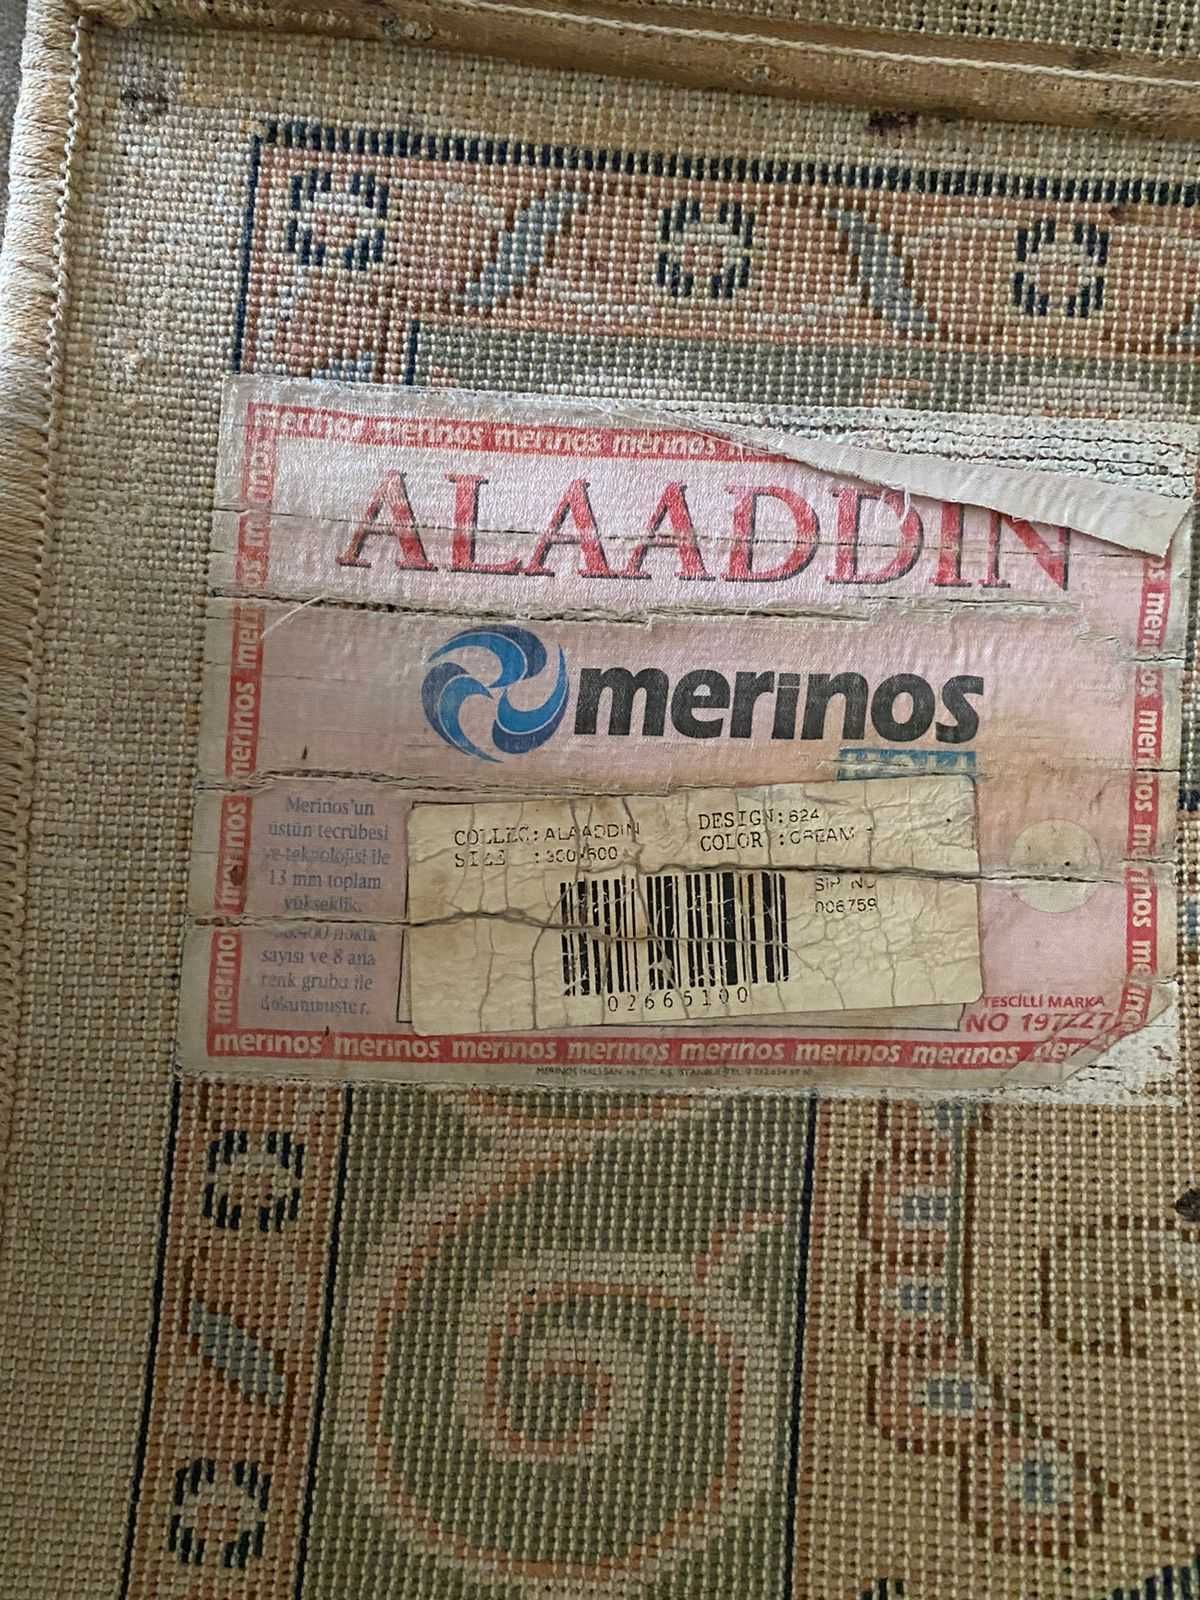 merinos merinos merinos merinos
ALAADDIN
merinos
Merinos'un
üstün tecrübesi
ve teknolojisi ile
13 mm toplam
yükseklik,
sayısı ve 8 ana
renk grubu ile
dokunmuştur.
COLLEC:ALAADDIN
DESIGN:624
SIZE :300X500
COLOR :CREAM
SIP NO
006759
02665100
TESCİLLİ MARKA
NO
merinos merinos merinos merinos merinos merinos merinos